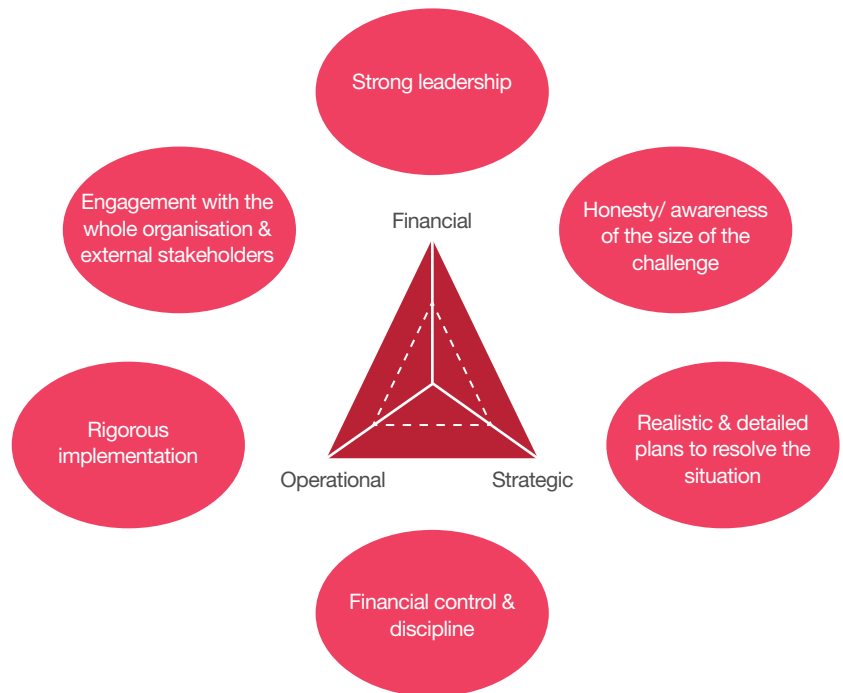 Strong leadership
Engagement with the
whole organisation &
external stakeholders
Honesty/ awareness
of the size of the
challenge
Financial
Rigorous
implementation
Realistic & detailed
plans to resolve the
situation
Operational
Strategic
Financial control &
discipline